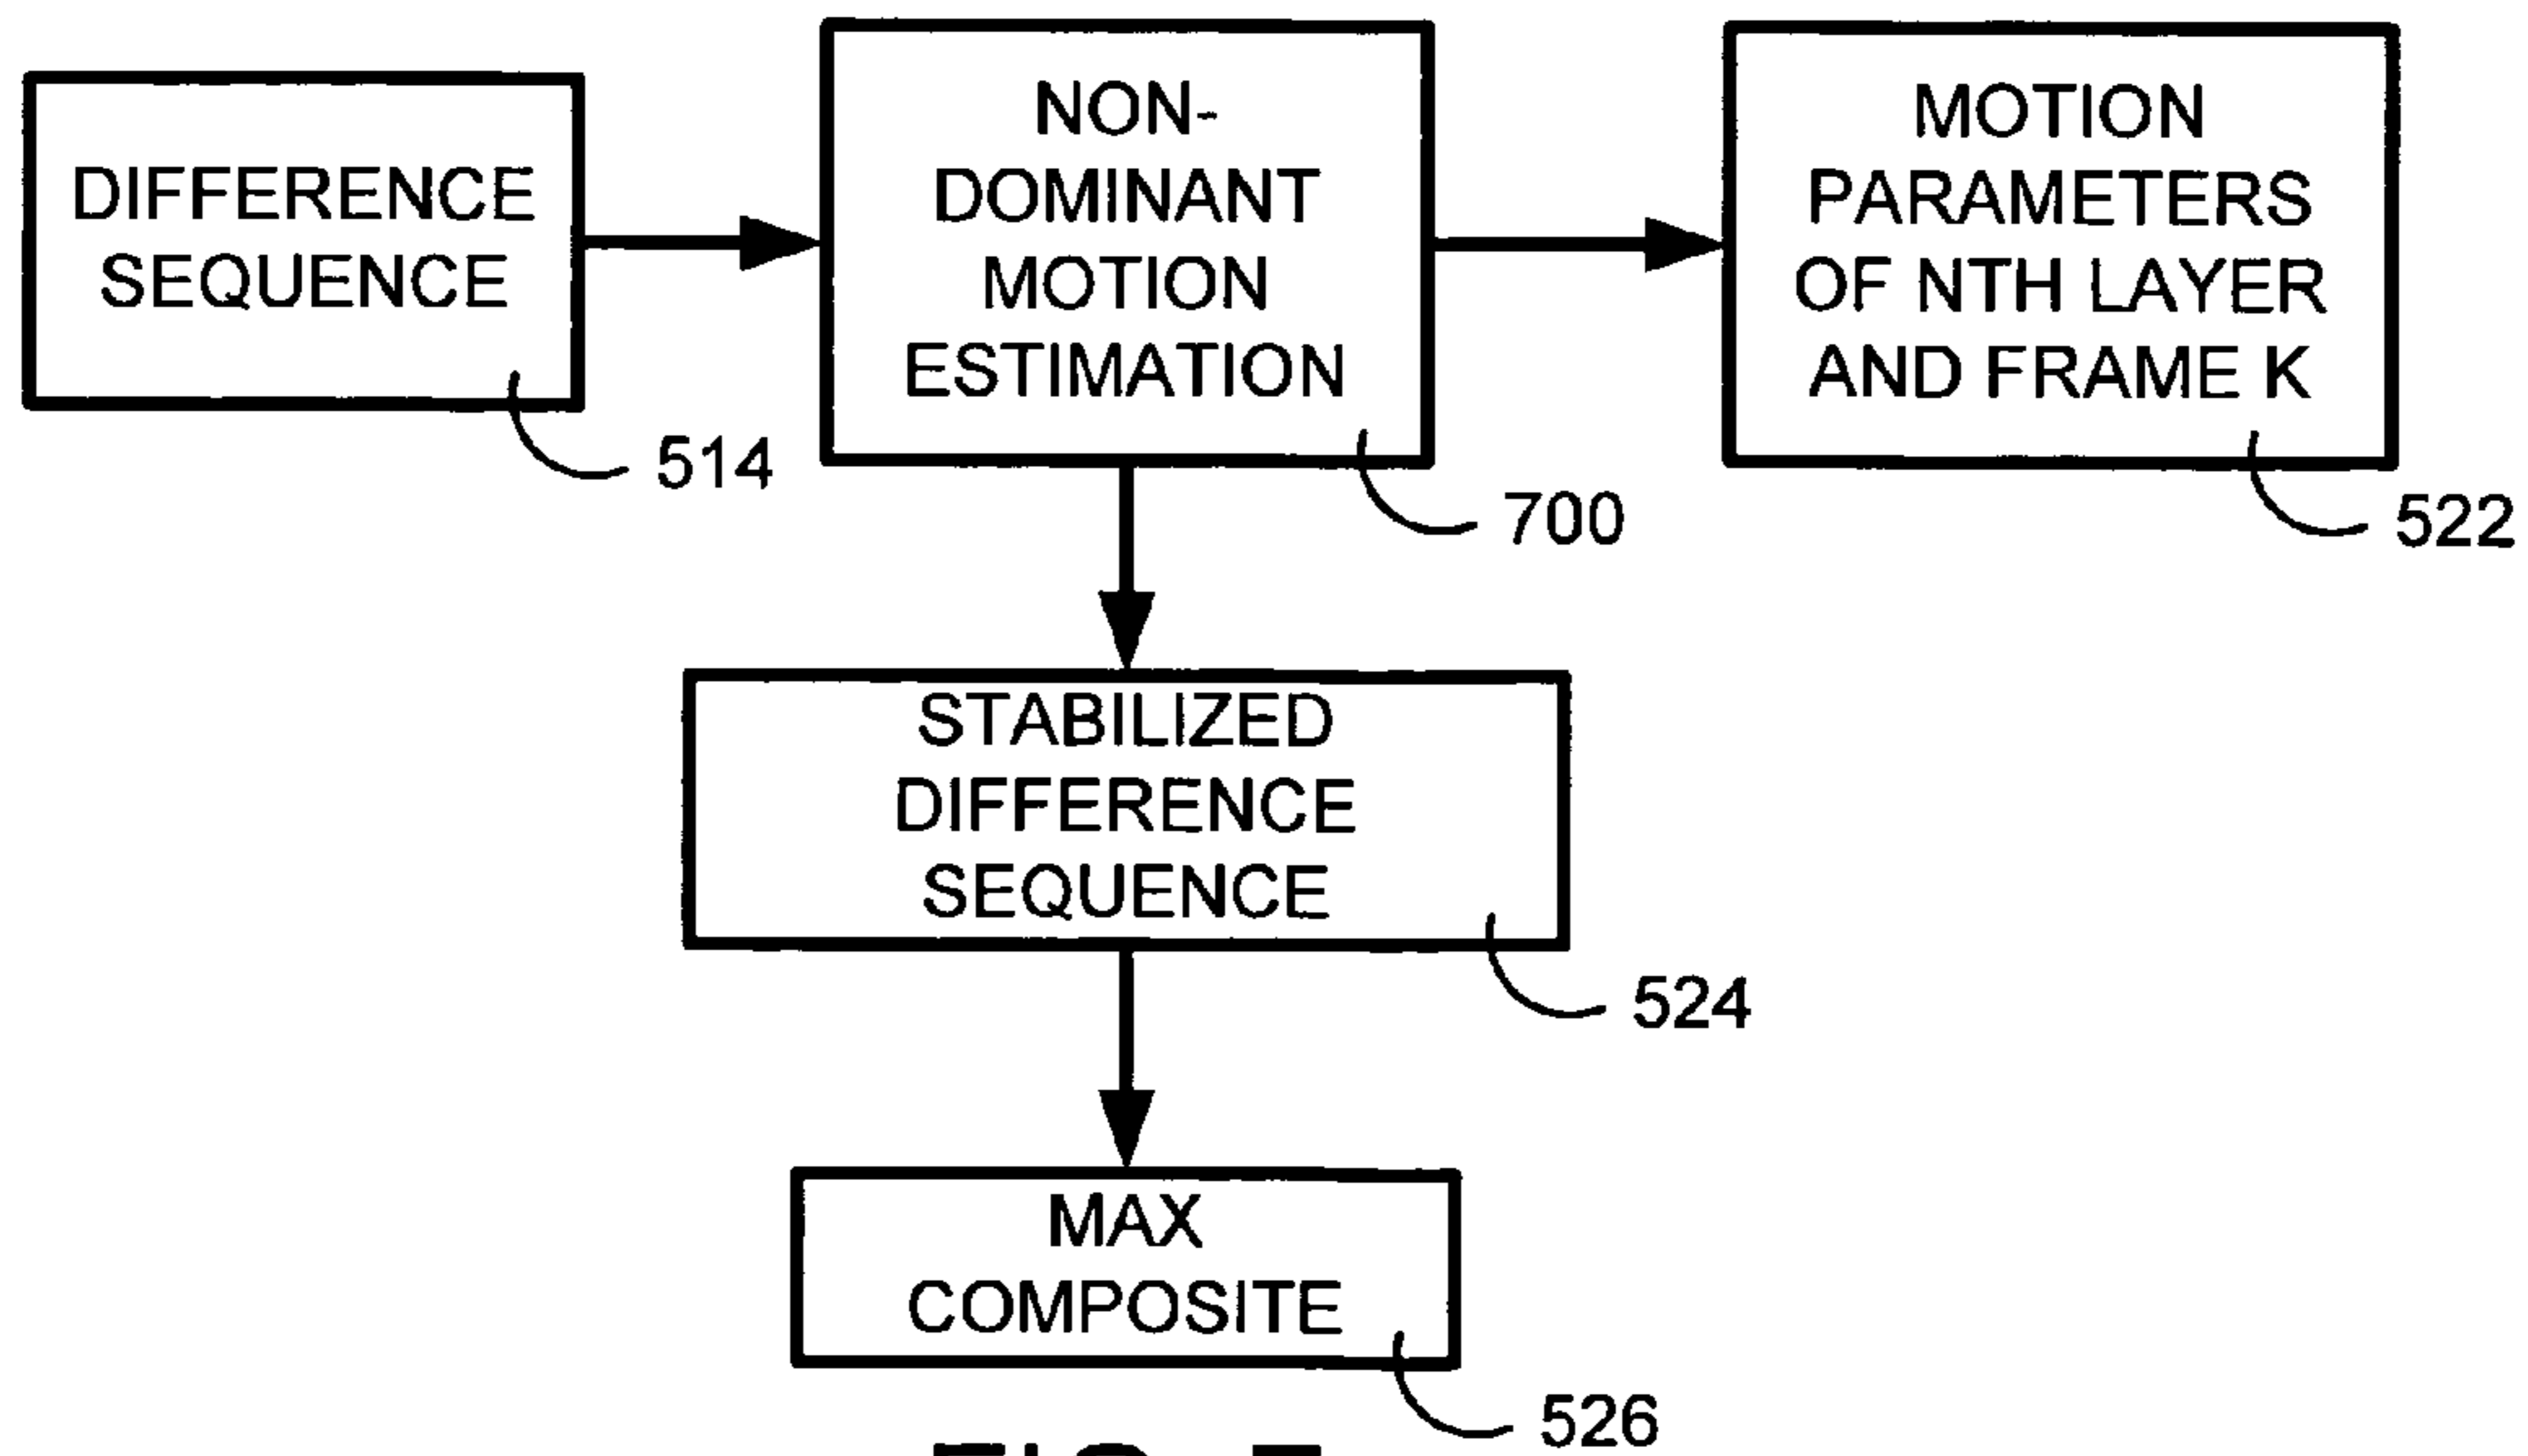 DIFFERENCE
SEQUENCE
514
NON-
DOMINANT
MOTION
ESTIMATION
700
MOTION
PARAMETERS
OF NTH LAYER
AND FRAME K
522
STABILIZED
DIFFERENCE
SEQUENCE
524
MAX
COMPOSITE
526